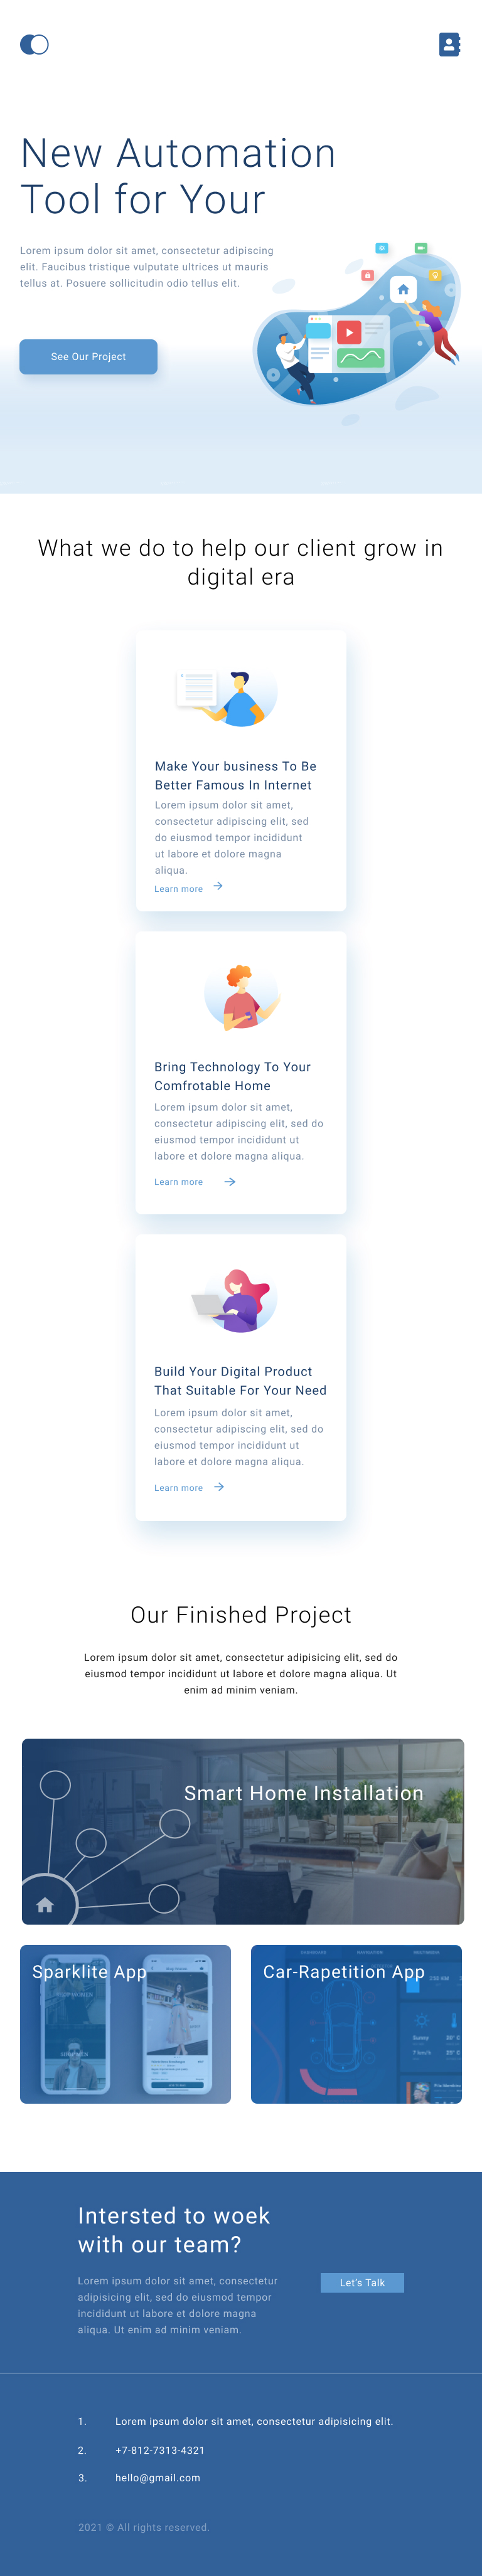 New Automation
Tool for Your
Lorem ipsum dolor sit amet, consectetur adipiscing
elit. Faucibus tristique vulputate ultrices ut mauris
tellus at. Posuere sollicitudin odio tellus elit.
See Our Project
What we do to help our client grow in
digital era
Make Your business To Be
Better Famous In Internet
Lorem ipsum dolor sit amet,
consectetur adipiscing elit, sed
do eiusmod tempor incididunt
ut labore et dolore magna
aliqua.
Learn more
Bring Technology To Your
Comfrotable Home
Lorem ipsum dolor sit amet,
consectetur adipiscing elit, sed do
eiusmod tempor incididunt ut
labore et dolore magna aliqua.
Learn more
Build Your Digital Product
That Suitable For Your Need
Lorem ipsum dolor sit amet,
consectetur adipiscing elit, sed do
eiusmod tempor incididunt ut
labore et dolore magna aliqua.
Learn more
Our Finished Project
Lorem ipsum dolor sit amet, consectetur adipisicing elit, sed do
eiusmod tempor incididunt ut labore et dolore magna aliqua. Ut
enim ad minim veniam.
Smart Home Installation
Sparklite App
Car-Rapetition App
DASHBOARD NAVIGATION MULTIMEDIA
250 KM
Sunny
7 km/h
Intersted to woek
with our team?
Lorem ipsum dolor sit amet, consectetur
adipisicing elit, sed do eiusmod tempor
incididunt ut labore et dolore magna
aliqua. Ut enim ad minim veniam.
Let's Talk
1. Lorem ipsum dolor sit amet, consectetur adipisicing elit.
2. +7-812-7313-4321
3. hello@gmail.com
2021 © All rights reserved.